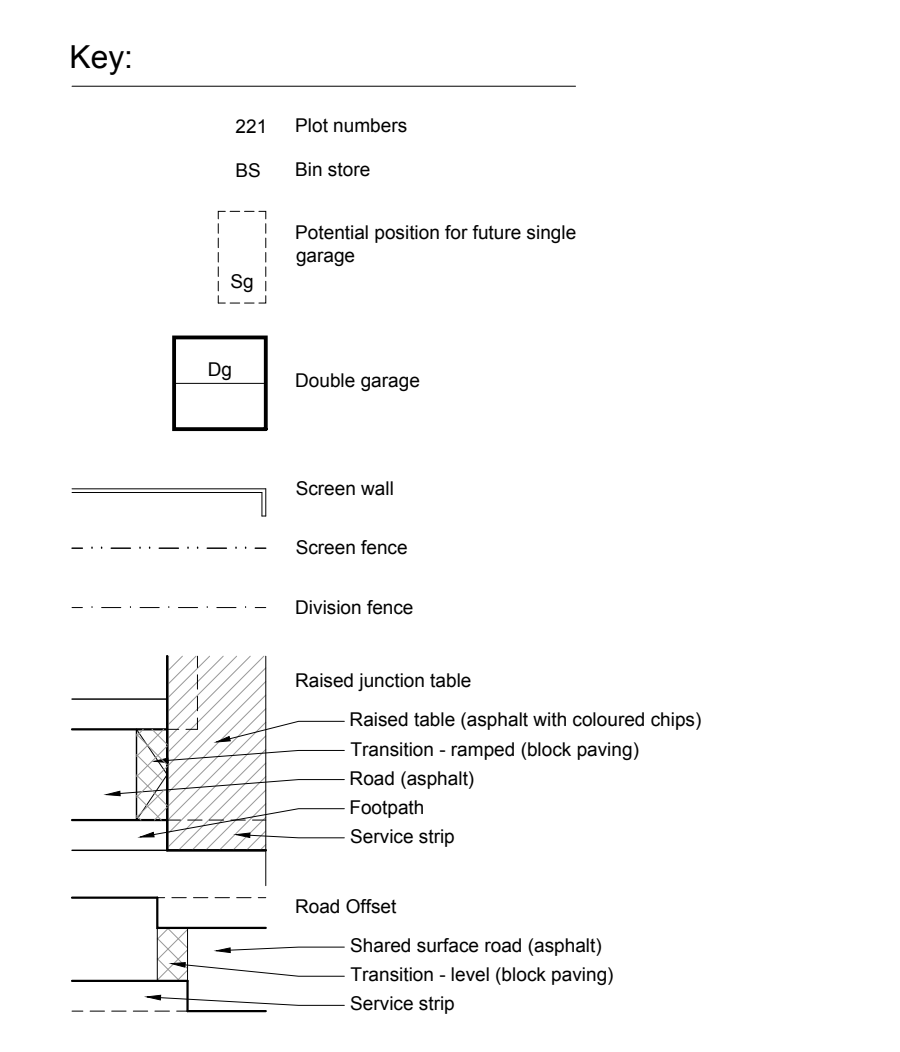 Key:
221 Plot numbers
BS Bin store
Potential position for future single
garage
Sg
Dg
Double garage
Screen wall
Screen fence
Division fence
Raised junction table
Raised table (asphalt with coloured chips)
Transition - ramped (block paving)
Road (asphalt)
Footpath
Service strip
Road Offset
Shared surface road (asphalt)
Transition - level (block paving)
Service strip